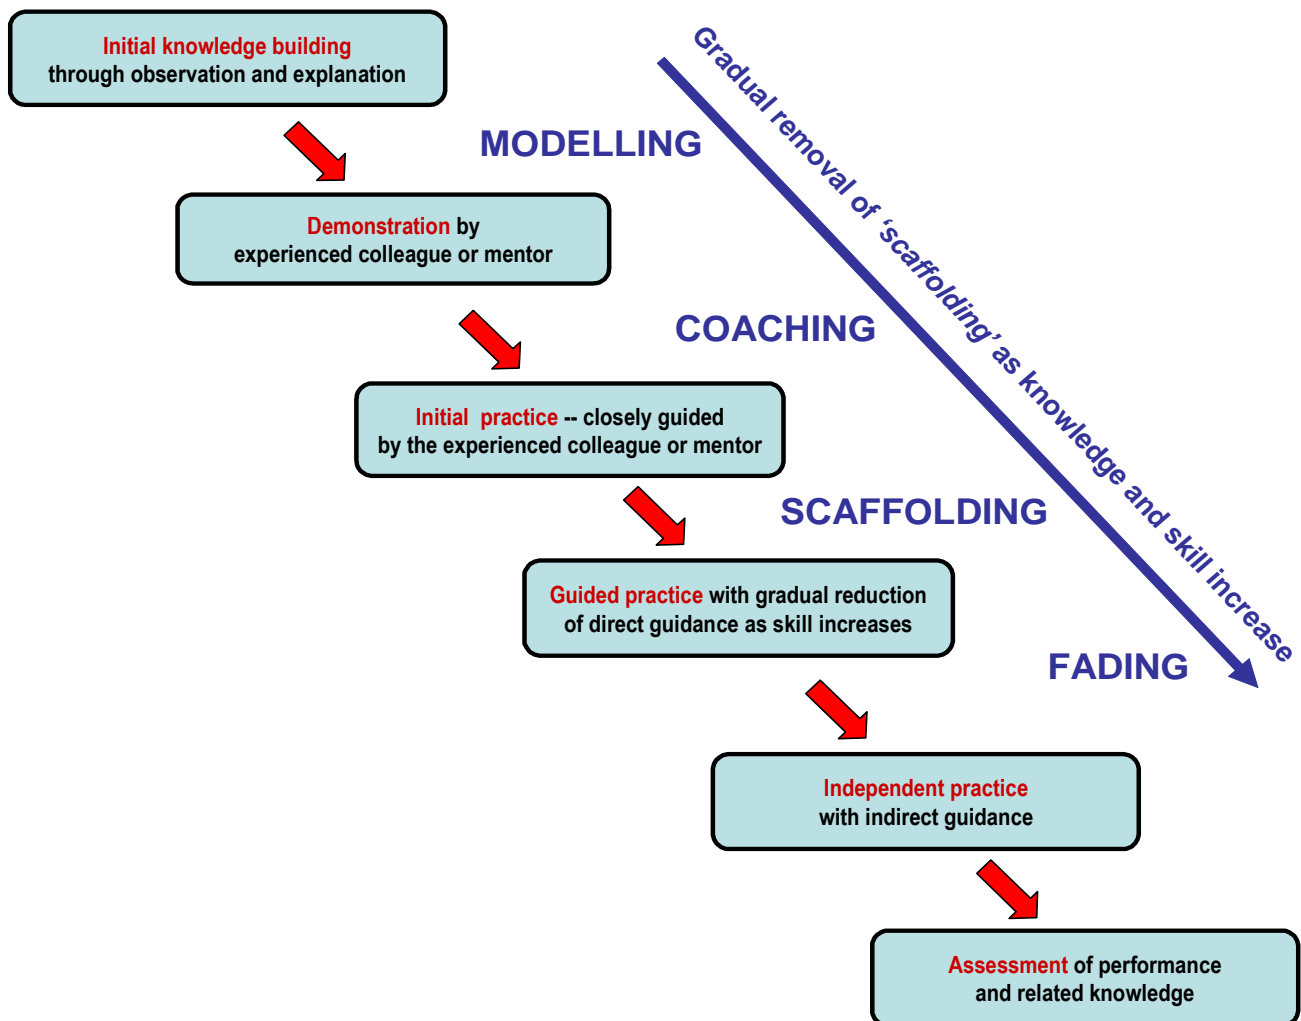 Initial knowledge building
through observation and explanation
Gradual removal of ‘scaffolding’ as knowledge and skill increase
MODELLING
Demonstration by
experienced colleague or mentor
COACHING
Initial practice -- closely guided
by the experienced colleague or mentor
SCAFFOLDING
Guided practice with gradual reduction
of direct guidance as skill increases
FADING
Independent practice
with indirect guidance
Assessment of performance
and related knowledge